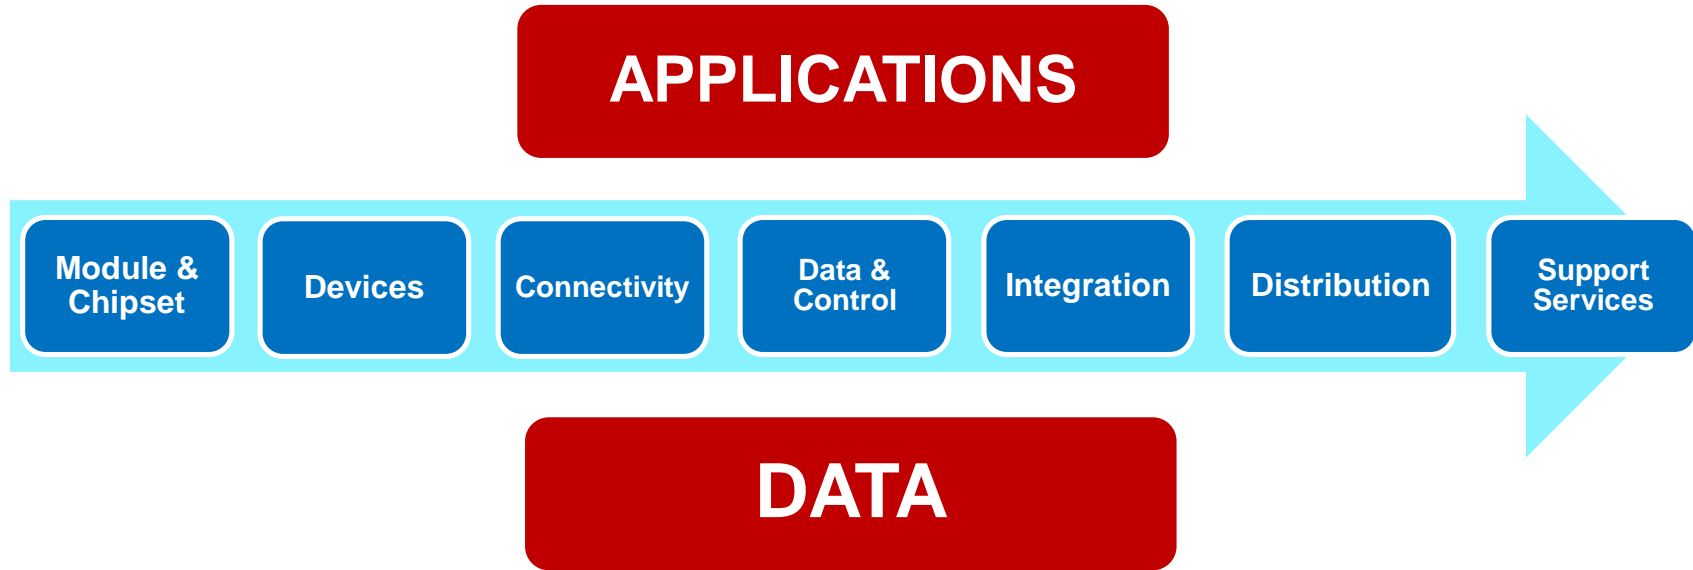 APPLICATIONS
Module &
Chipset
Devices
Connectivity
Data &
Control
Integration
Distribution
Support
Services
DATA